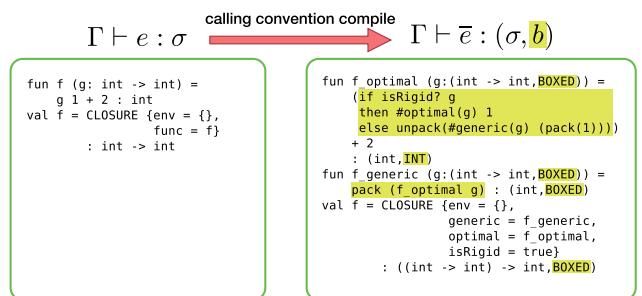 calling convention compile
Γ ⊢ e : σ
Γ ⊢ e̅ : (σ, b)
fun f (g: int -> int) =
    g 1 + 2 : int
val f = CLOSURE {env = {},
                 func = f}
        : int -> int
fun f_optimal (g:(int -> int,BOXED)) =
    (if isRigid? g
     then #optimal(g) 1
     else unpack(#generic(g) (pack(1))))
    + 2
    : (int,INT)
fun f_generic (g:(int -> int,BOXED)) =
    pack (f_optimal g) : (int,BOXED)
val f = CLOSURE {env = {},
                 generic = f_generic,
                 optimal = f_optimal,
                 isRigid = true}
        : ((int -> int) -> int,BOXED)